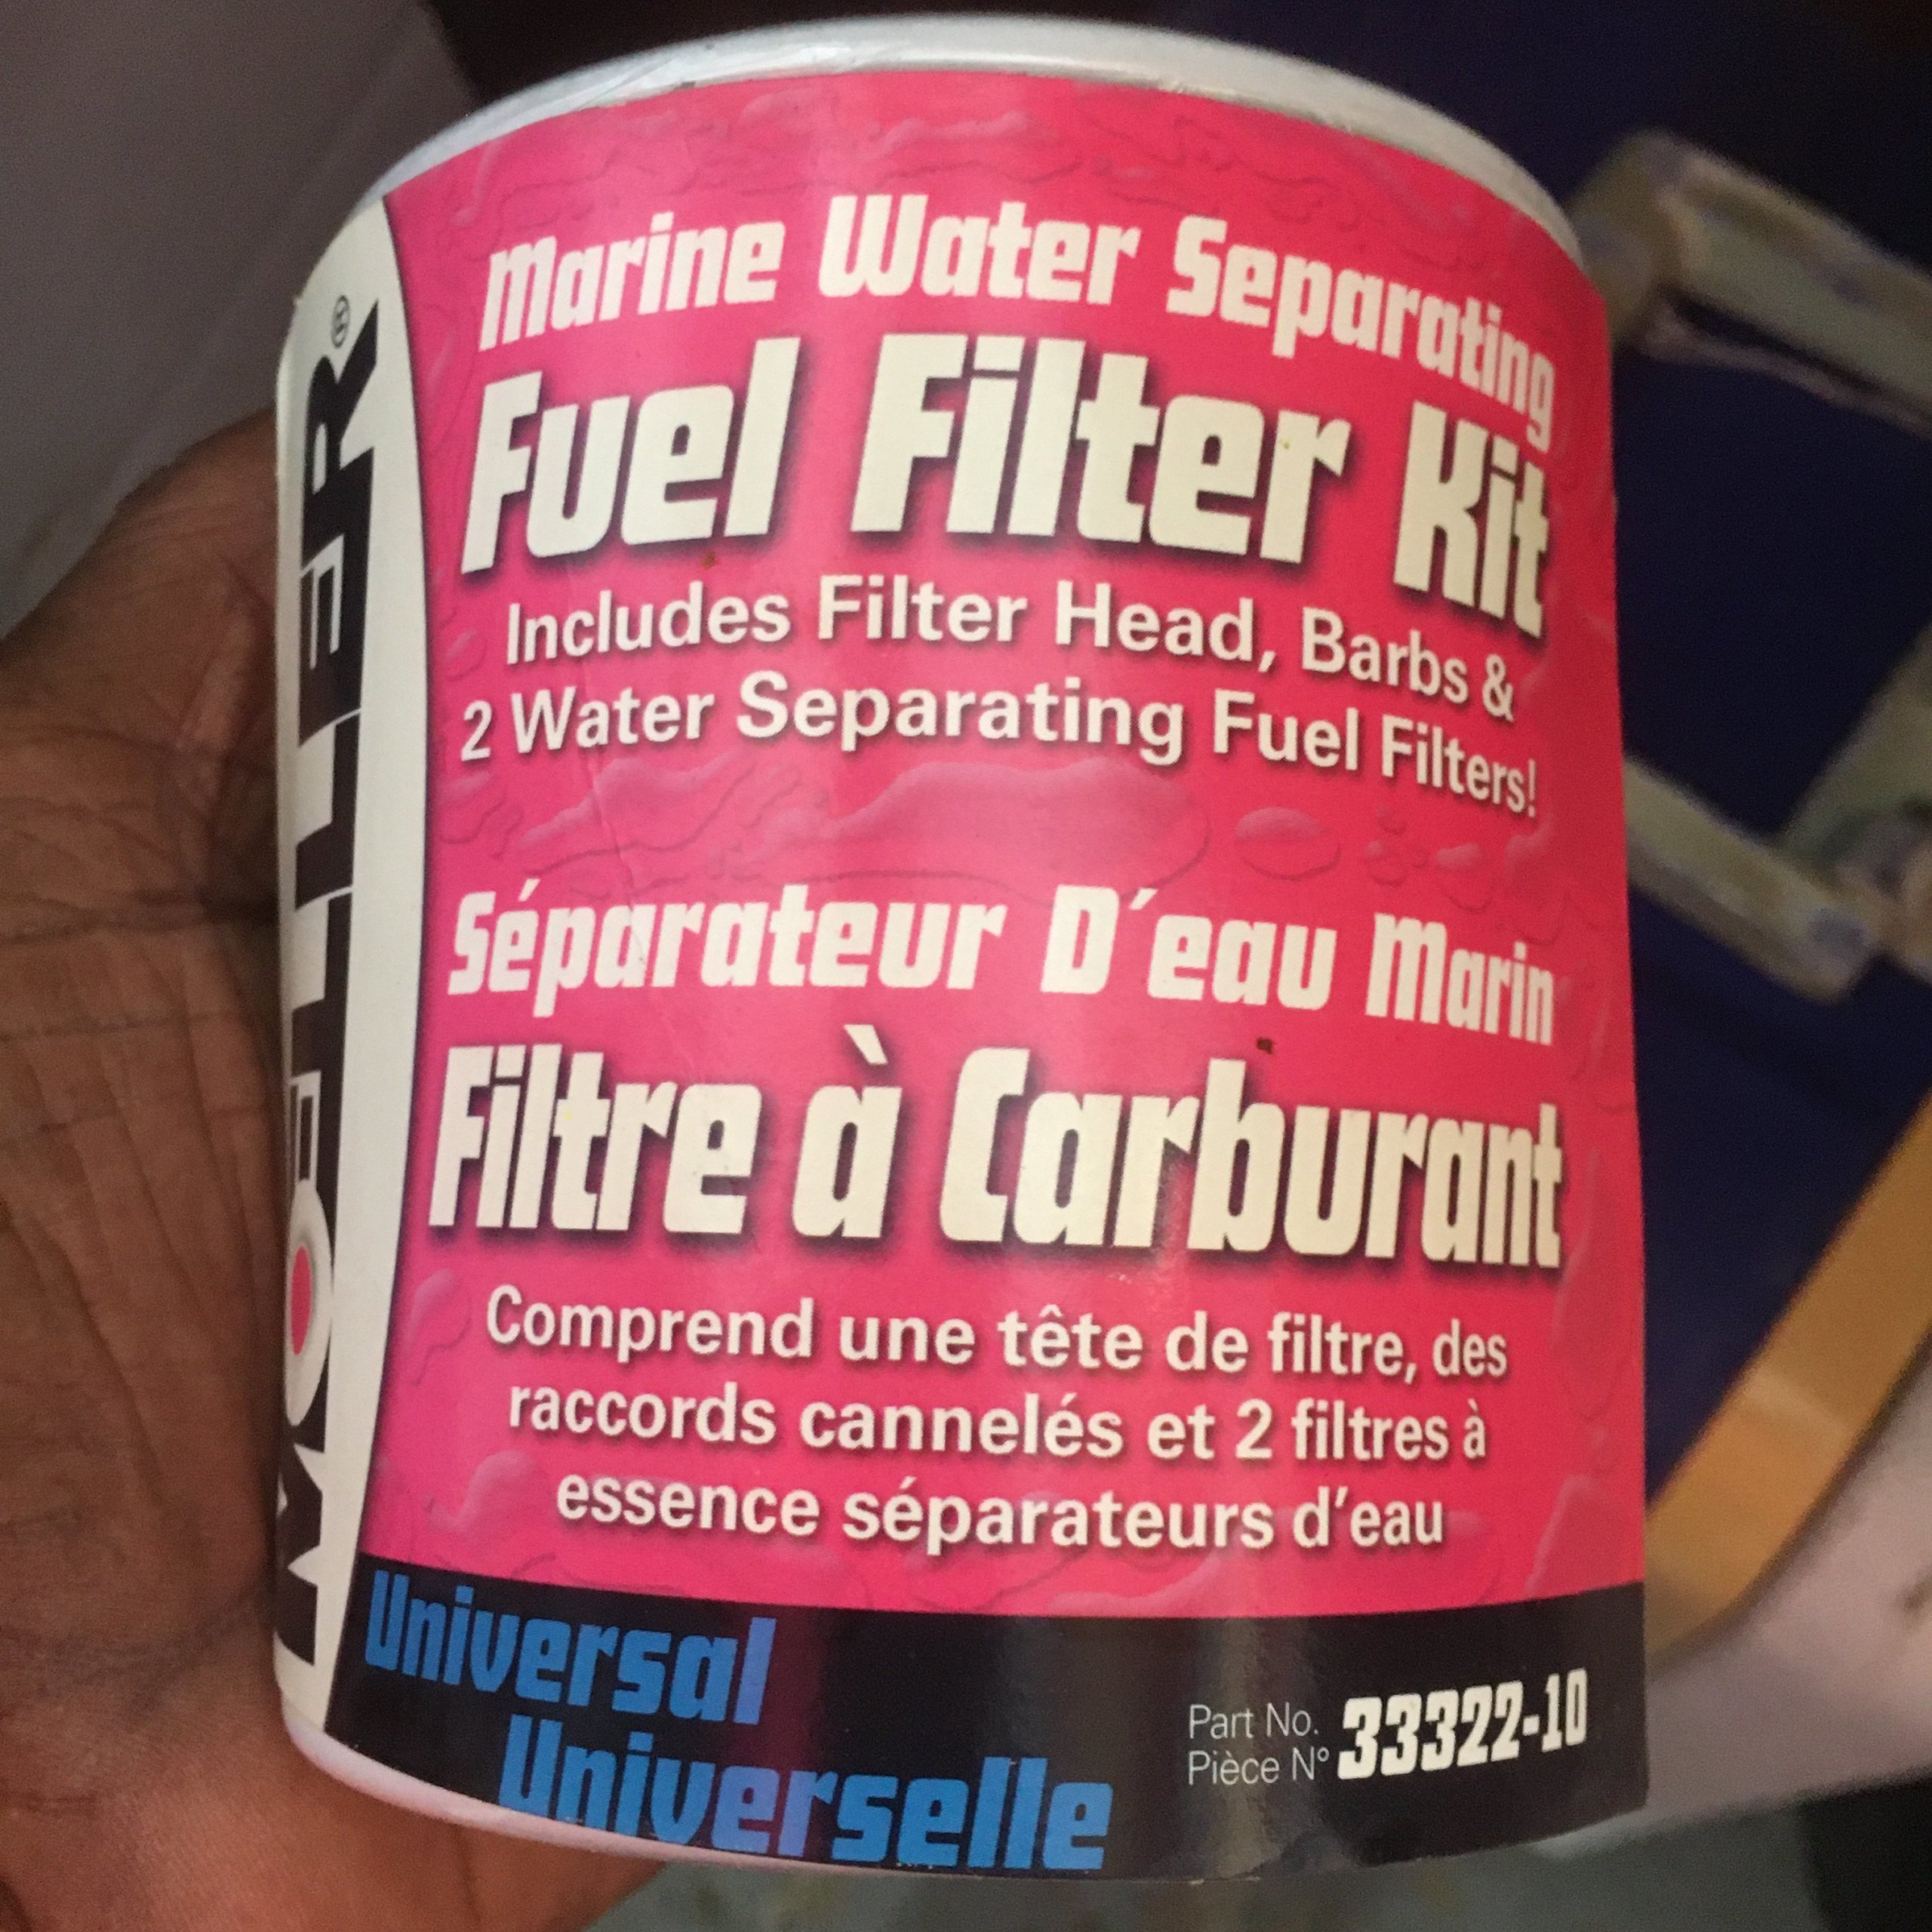 MOELLER®
Marine Water Separating
Fuel Filter Kit
Includes Filter Head, Barbs &
2 Water Separating Fuel Filters!
Séparateur D'eau Marin
Filtre à Carburant
Comprend une tête de filtre, des
raccords cannelés et 2 filtres à
essence séparateurs d'eau
Universal
Universelle
Part No.
Pièce N° 33322-10